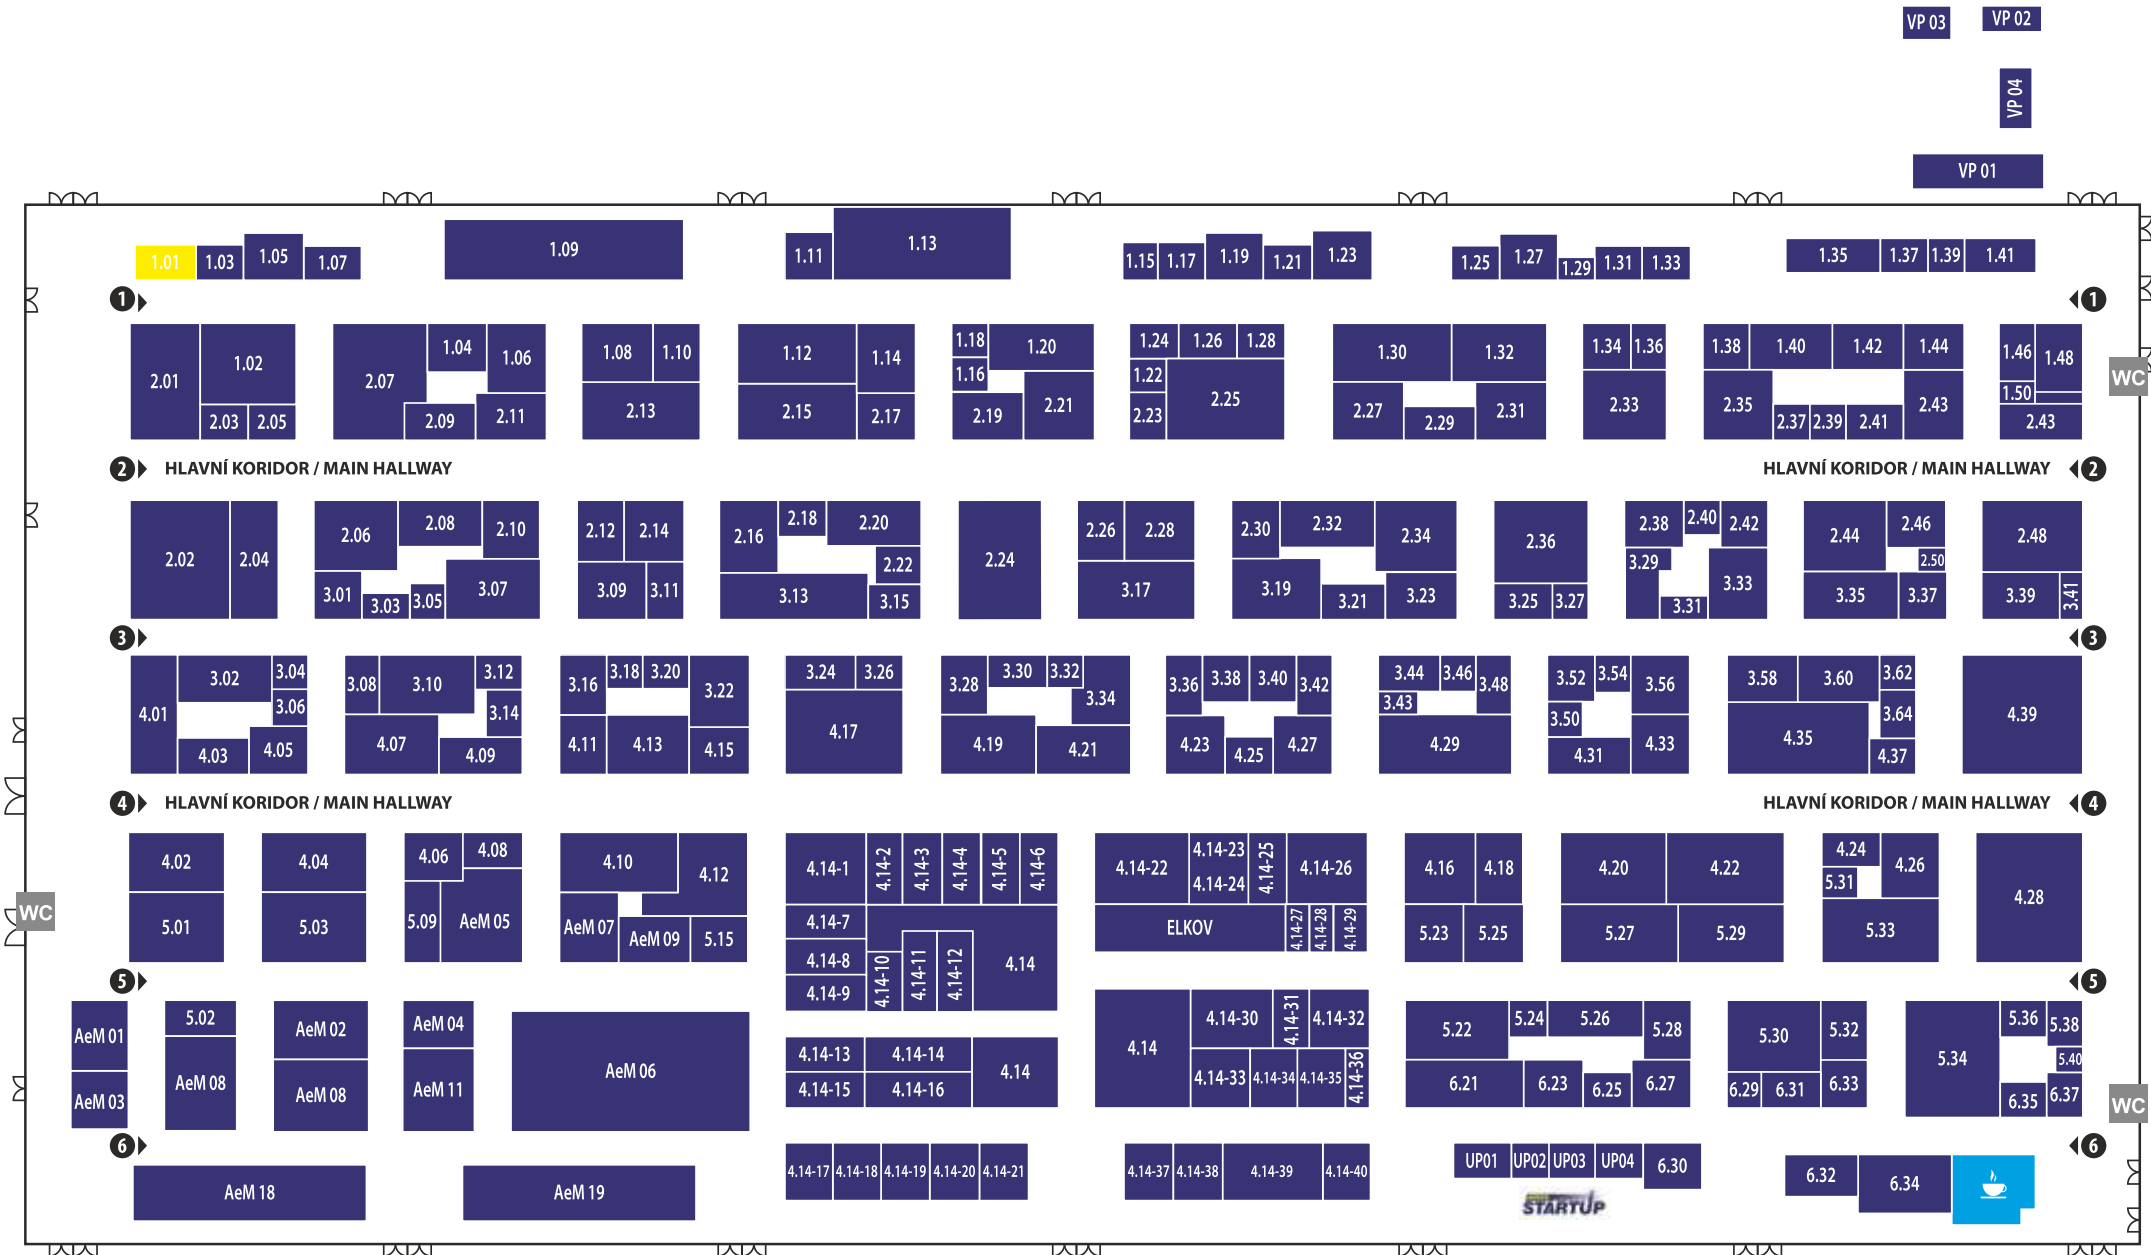 VP 03 VP 02
VP 04
VP 01
1.01 1.03 1.05 1.07 1.09 1.11 1.13 1.15 1.17 1.19 1.21 1.23 1.25 1.27 1.29 1.31 1.33 1.35 1.37 1.39 1.41
1 1
2.01 1.02 2.07 1.04 1.06 1.08 1.10 1.12 1.14 1.18 1.20 1.24 1.26 1.28 1.30 1.32 1.34 1.36 1.38 1.40 1.42 1.44 1.46 1.48
1.16 1.22 1.50
2.03 2.05 2.09 2.11 2.13 2.15 2.17 2.19 2.21 2.23 2.25 2.27 2.29 2.31 2.33 2.35 2.37 2.39 2.41 2.43 2.43
WC
2 HLAVNÍ KORIDOR / MAIN HALLWAY HLAVNÍ KORIDOR / MAIN HALLWAY 2
2.02 2.04 2.06 2.08 2.10 2.12 2.14 2.16 2.18 2.20 2.22 2.24 2.26 2.28 2.30 2.32 2.34 2.36 2.38 2.40 2.42 2.44 2.46 2.50 2.48
3.01 3.03 3.05 3.07 3.09 3.11 3.13 3.15 3.17 3.19 3.21 3.23 3.25 3.27 3.29 3.31 3.33 3.35 3.37 3.39 3.41
3 3
4.01 3.02 3.04 3.08 3.10 3.12 3.16 3.18 3.20 3.22 3.24 3.26 3.28 3.30 3.32 3.34 3.36 3.38 3.40 3.42 3.44 3.46 3.48 3.52 3.54 3.56 3.58 3.60 3.62 4.39
3.06 3.14 3.43 3.50 3.64
4.03 4.05 4.07 4.09 4.11 4.13 4.15 4.17 4.19 4.21 4.23 4.25 4.27 4.29 4.31 4.33 4.35 4.37
4 HLAVNÍ KORIDOR / MAIN HALLWAY HLAVNÍ KORIDOR / MAIN HALLWAY 4
4.02 4.04 4.06 4.08 4.10 4.12 4.14-1 4.14-2 4.14-3 4.14-4 4.14-5 4.14-6 4.14-22 4.14-23 4.14-24 4.14-25 4.14-26 4.16 4.18 4.20 4.22 4.24 4.26 4.28
WC
5.01 5.03 5.09 AeM 05 AeM 07 AeM 09 5.15 4.14-7 ELKOV 4.14-27 4.14-28 4.14-29 5.23 5.25 5.27 5.29 5.31 5.33
4.14-8 4.14-10 4.14-11 4.14-12 4.14
4.14-9
5 5
AeM 01 5.02 AeM 02 AeM 04 AeM 06 4.14 4.14-30 4.14-31 4.14-32 5.22 5.24 5.26 5.28 5.30 5.32 5.34 5.36 5.38
5.40
4.14-13 4.14-14 4.14
AeM 03 AeM 08 AeM 08 AeM 11 4.14-15 4.14-16 4.14-33 4.14-34 4.14-35 4.14-36 6.21 6.23 6.25 6.27 6.29 6.31 6.33 6.35 6.37
WC
6 6
AeM 18 AeM 19 4.14-17 4.14-18 4.14-19 4.14-20 4.14-21 4.14-37 4.14-38 4.14-39 4.14-40 UP01 UP02 UP03 UP04 6.30 6.32 6.34
STARTUP